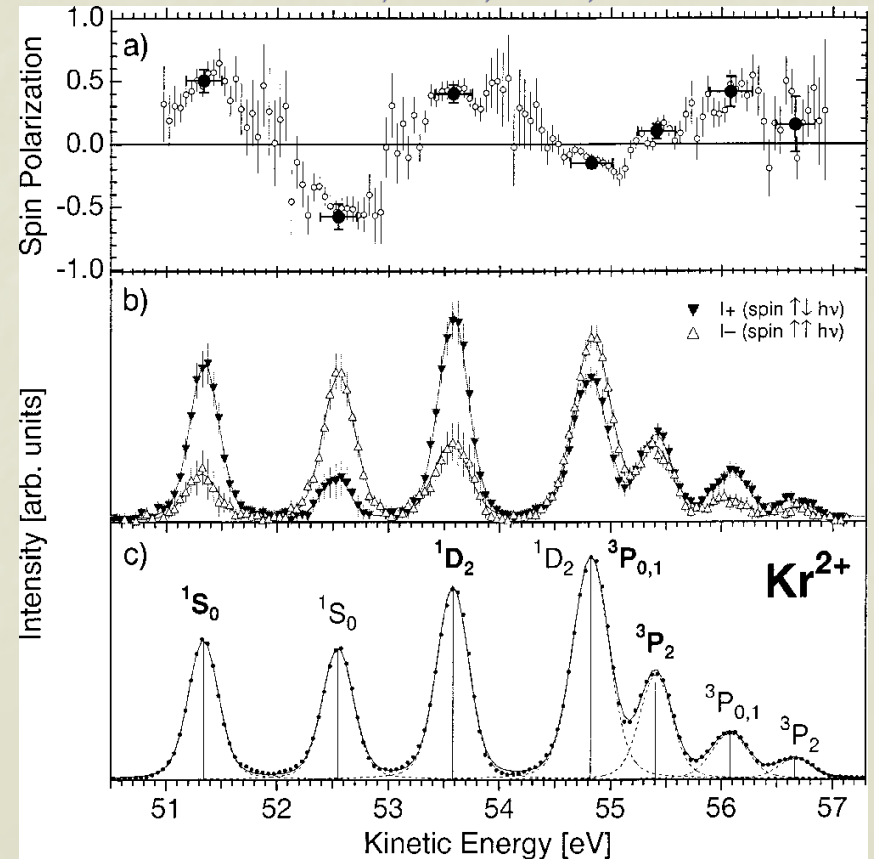 a)
Spin Polarization
1.0
0.5
0.0
-0.5
-1.0
b)
▼ I+ (spin ↑↓ hν)
△ I− (spin ↑↑ hν)
Intensity [arb. units]
c)
¹S₀
¹S₀
¹D₂
¹D₂
³P₀,₁
³P₂
³P₀,₁
³P₂
Kr²⁺
51 52 53 54 55 56 57
Kinetic Energy [eV]